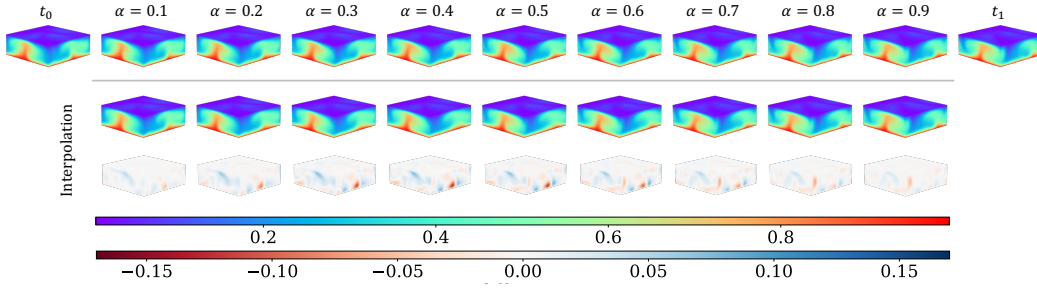 t₀ α = 0.1 α = 0.2 α = 0.3 α = 0.4 α = 0.5 α = 0.6 α = 0.7 α = 0.8 α = 0.9 t₁
Interpolation
0.2 0.4 0.6 0.8
−0.15 −0.10 −0.05 0.00 0.05 0.10 0.15